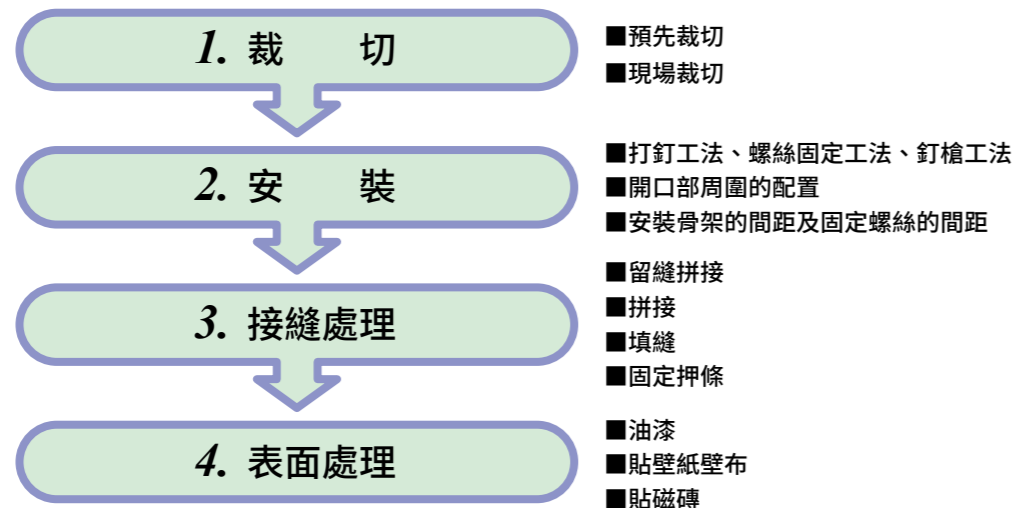 1. 裁 切
■預先裁切
■現場裁切
2. 安 裝
■打釘工法、螺絲固定工法、釘槍工法
■開口部周圍的配置
■安裝骨架的間距及固定螺絲的間距
3. 接縫處理
■留縫拼接
■拼接
■填縫
■固定押條
4. 表面處理
■油漆
■貼壁紙壁布
■貼磁磚